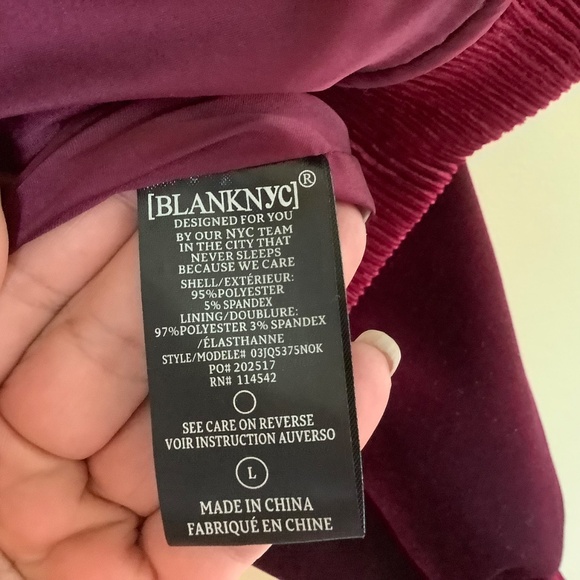 [BLANKNYC]®
DESIGNED FOR YOU
BY OUR NYC TEAM
IN THE CITY THAT
NEVER SLEEPS
BECAUSE WE CARE
SHELL/EXTÉRIEUR:
95%POLYESTER
5% SPANDEX
LINING/DOUBLURE:
97%POLYESTER 3% SPANDEX
/ÉLASTHANNE
STYLE/MODELE# 03JQS375NOK
PO# 202517
RN# 114542
SEE CARE ON REVERSE
VOIR INSTRUCTION AUVERSO
L
MADE IN CHINA
FABRIQUÉ EN CHINE